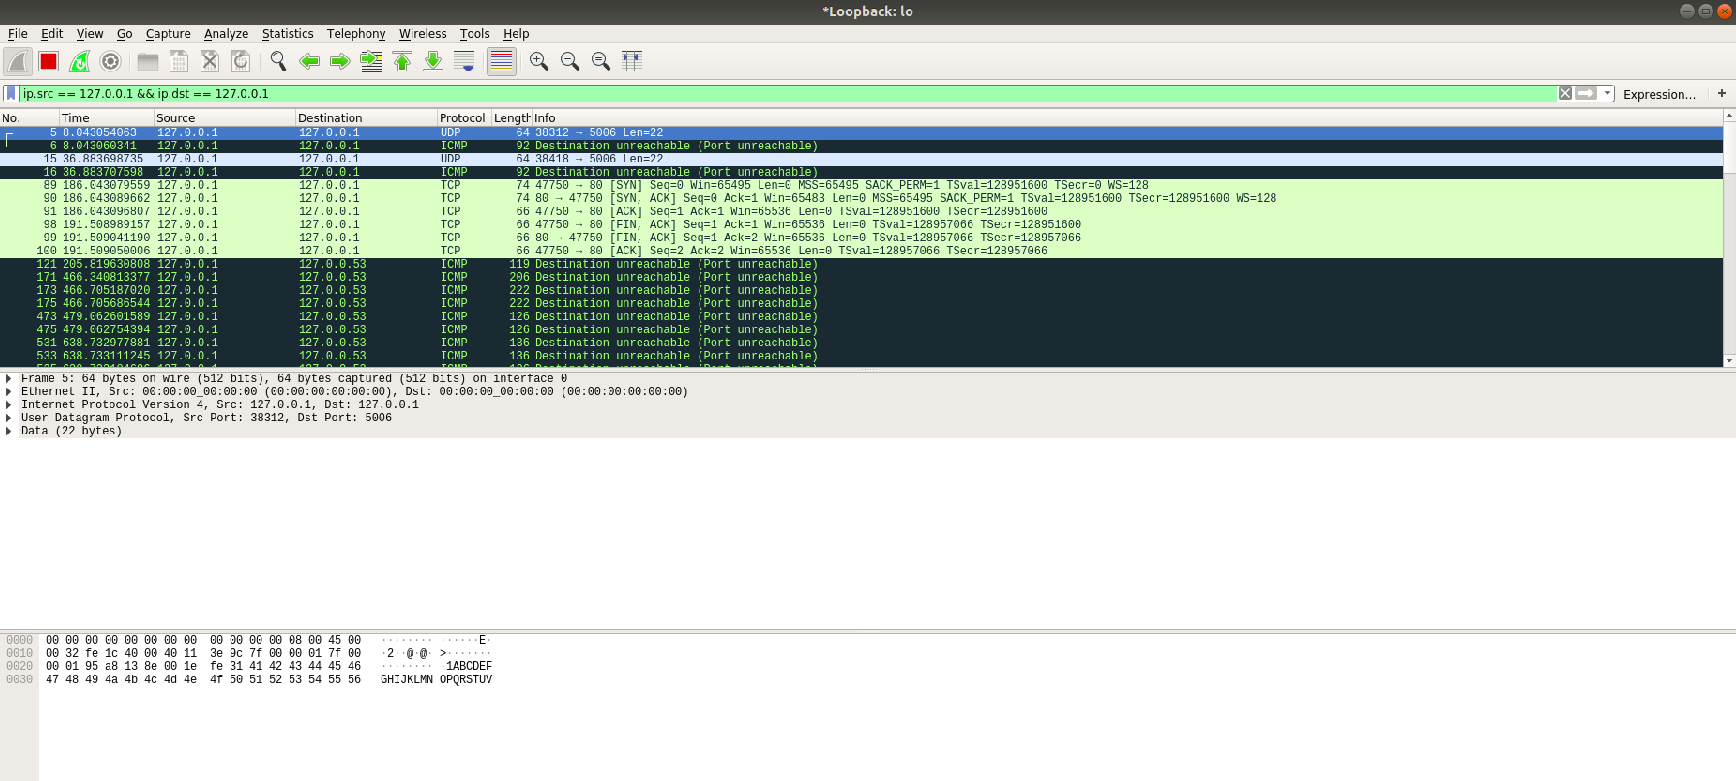 *Loopback: lo
File Edit View Go Capture Analyze Statistics Telephony Wireless Tools Help
ip.src == 127.0.0.1 && ip.dst == 127.0.0.1 Expression… +
No. Time Source Destination Protocol Length Info
5 8.043054063 127.0.0.1 127.0.0.1 UDP 64 38312 → 5006 Len=22
6 8.043060341 127.0.0.1 127.0.0.1 ICMP 92 Destination unreachable (Port unreachable)
15 36.883698735 127.0.0.1 127.0.0.1 UDP 64 38418 → 5006 Len=22
16 36.883707598 127.0.0.1 127.0.0.1 ICMP 92 Destination unreachable (Port unreachable)
89 186.043079559 127.0.0.1 127.0.0.1 TCP 74 47750 → 80 [SYN] Seq=0 Win=65495 Len=0 MSS=65495 SACK_PERM=1 TSval=128951600 TSecr=0 WS=128
90 186.043089662 127.0.0.1 127.0.0.1 TCP 74 80 → 47750 [SYN, ACK] Seq=0 Ack=1 Win=65483 Len=0 MSS=65495 SACK_PERM=1 TSval=128951600 TSecr=128951600 WS=128
91 186.043096807 127.0.0.1 127.0.0.1 TCP 66 47750 → 80 [ACK] Seq=1 Ack=1 Win=65536 Len=0 TSval=128951600 TSecr=128951600
98 191.508989157 127.0.0.1 127.0.0.1 TCP 66 47750 → 80 [FIN, ACK] Seq=1 Ack=1 Win=65536 Len=0 TSval=128957066 TSecr=128951600
99 191.509041190 127.0.0.1 127.0.0.1 TCP 66 80 → 47750 [FIN, ACK] Seq=1 Ack=2 Win=65536 Len=0 TSval=128957066 TSecr=128957066
100 191.509050006 127.0.0.1 127.0.0.1 TCP 66 47750 → 80 [ACK] Seq=2 Ack=2 Win=65536 Len=0 TSval=128957066 TSecr=128957066
121 205.819630808 127.0.0.1 127.0.0.53 ICMP 119 Destination unreachable (Port unreachable)
171 466.340813377 127.0.0.1 127.0.0.53 ICMP 206 Destination unreachable (Port unreachable)
173 466.705187020 127.0.0.1 127.0.0.53 ICMP 222 Destination unreachable (Port unreachable)
175 466.705686544 127.0.0.1 127.0.0.53 ICMP 222 Destination unreachable (Port unreachable)
473 479.062601589 127.0.0.1 127.0.0.53 ICMP 126 Destination unreachable (Port unreachable)
475 479.062754394 127.0.0.1 127.0.0.53 ICMP 126 Destination unreachable (Port unreachable)
531 638.732977881 127.0.0.1 127.0.0.53 ICMP 136 Destination unreachable (Port unreachable)
533 638.733111245 127.0.0.1 127.0.0.53 ICMP 136 Destination unreachable (Port unreachable)
Frame 5: 64 bytes on wire (512 bits), 64 bytes captured (512 bits) on interface 0
Ethernet II, Src: 00:00:00_00:00:00 (00:00:00:00:00:00), Dst: 00:00:00_00:00:00 (00:00:00:00:00:00)
Internet Protocol Version 4, Src: 127.0.0.1, Dst: 127.0.0.1
User Datagram Protocol, Src Port: 38312, Dst Port: 5006
Data (22 bytes)
0000 00 00 00 00 00 00 00 00 00 00 00 00 08 00 45 00 ········ ······E·
0010 00 32 fe 1c 40 00 40 11 3e 9c 7f 00 00 01 7f 00 ·2··@·@· >·······
0020 00 01 95 a8 13 8e 00 1e fe 31 41 42 43 44 45 46 ········ ·1ABCDEF
0030 47 48 49 4a 4b 4c 4d 4e 4f 50 51 52 53 54 55 56 GHIJKLMN OPQRSTUV